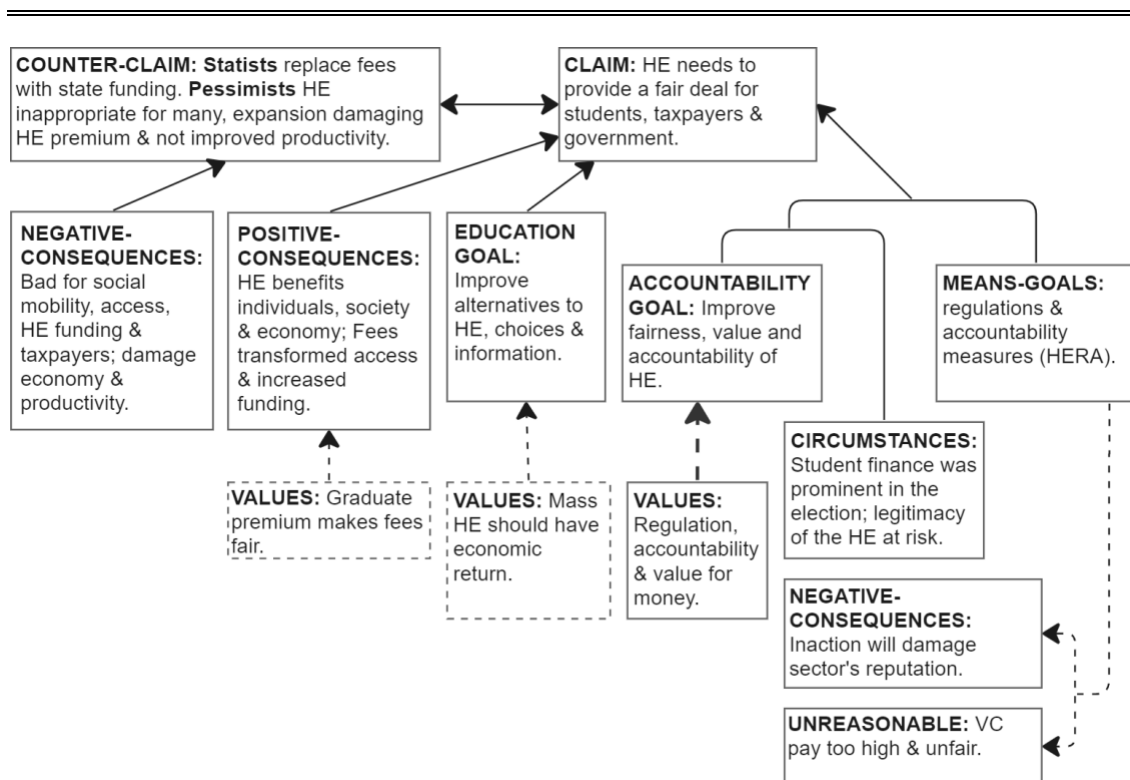 COUNTER-CLAIM: Statists replace fees
with state funding. Pessimists HE
inappropriate for many, expansion damaging
HE premium & not improved productivity.
CLAIM: HE needs to
provide a fair deal for
students, taxpayers &
government.
NEGATIVE-
CONSEQUENCES:
Bad for social
mobility, access,
HE funding &
taxpayers; damage
economy &
productivity.
POSITIVE-
CONSEQUENCES:
HE benefits
individuals, society
& economy; Fees
transformed access
& increased
funding.
EDUCATION
GOAL:
Improve
alternatives to
HE, choices &
information.
ACCOUNTABILITY
GOAL: Improve
fairness, value and
accountability of
HE.
MEANS-GOALS:
regulations &
accountability
measures (HERA).
CIRCUMSTANCES:
Student finance was
prominent in the
election; legitimacy
of the HE at risk.
VALUES: Graduate
premium makes fees
fair.
VALUES: Mass
HE should have
economic
return.
VALUES:
Regulation,
accountability
& value for
money.
NEGATIVE-
CONSEQUENCES:
Inaction will damage
sector's reputation.
UNREASONABLE: VC
pay too high & unfair.